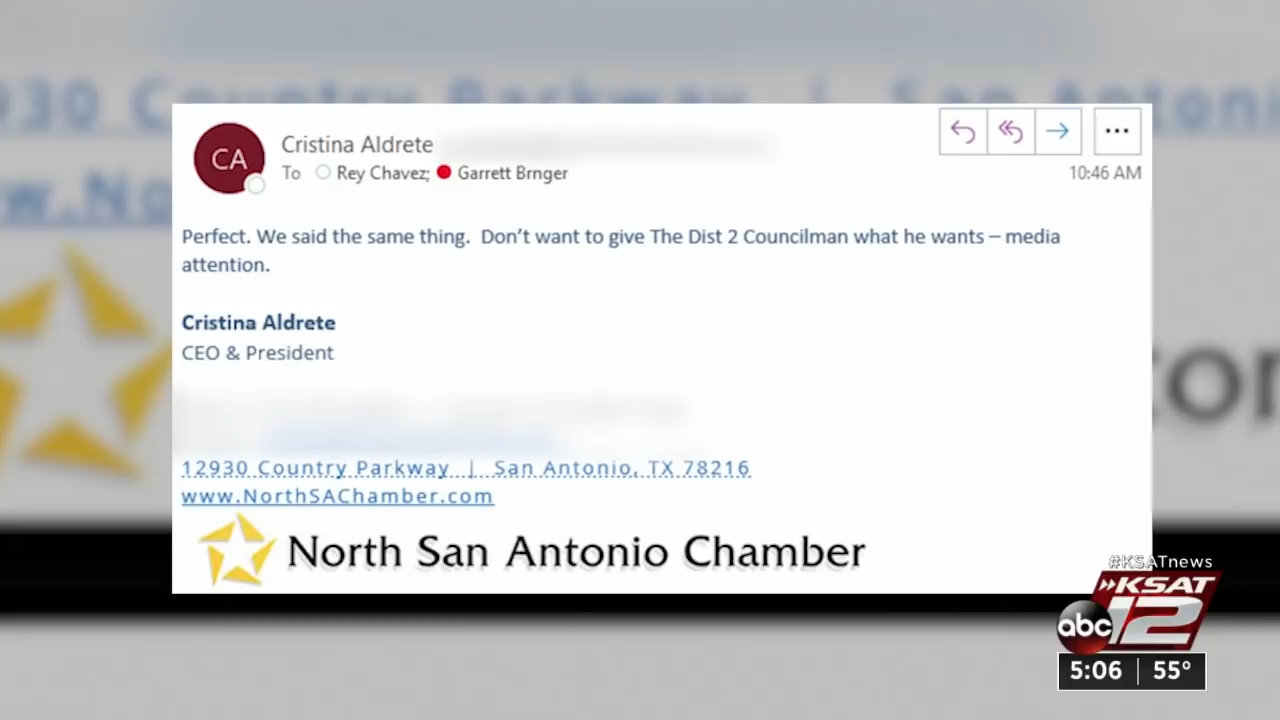 CA
Cristina Aldrete
To Rey Chavez; Garrett Brnger
10:46 AM
Perfect. We said the same thing.  Don’t want to give The Dist 2 Councilman what he wants – media
attention.
Cristina Aldrete
CEO & President
12930 Country Parkway | San Antonio, TX 78216
www.NorthSAChamber.com
North San Antonio Chamber
#KSATnews
KSAT
abc 12
5:06 | 55°